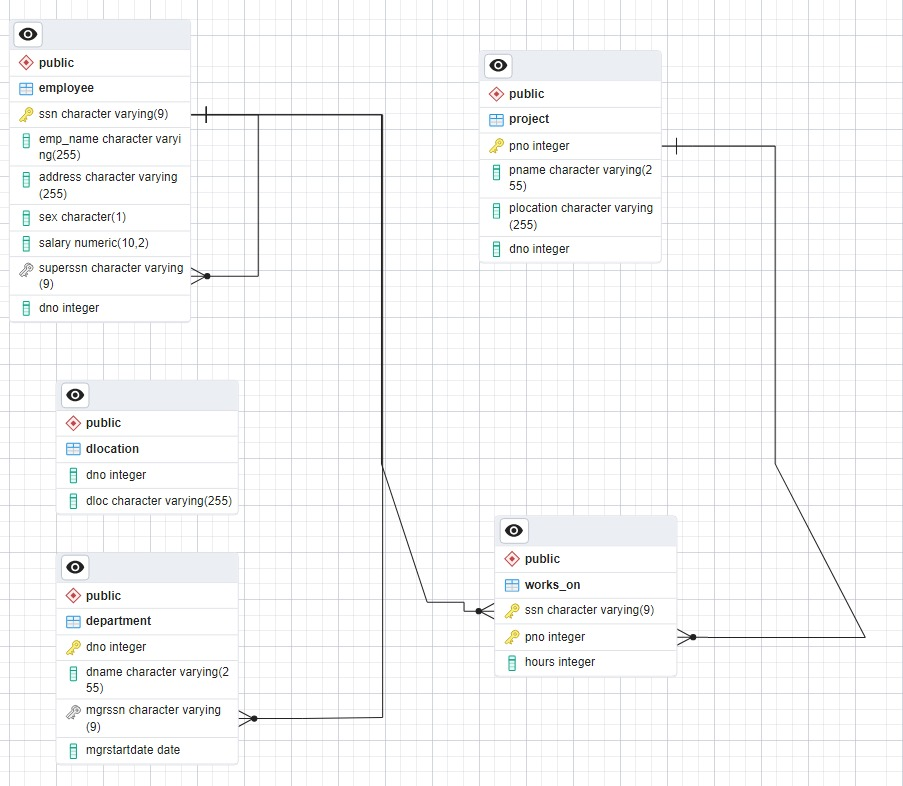 public
employee
ssn character varying(9)
emp_name character varyi
ng(255)
address character varying
(255)
sex character(1)
salary numeric(10,2)
superssn character varying
(9)
dno integer
public
project
pno integer
pname character varying(2
55)
plocation character varying
(255)
dno integer
public
dlocation
dno integer
dloc character varying(255)
public
department
dno integer
dname character varying(2
55)
mgrssn character varying
(9)
mgrstartdate date
public
works_on
ssn character varying(9)
pno integer
hours integer